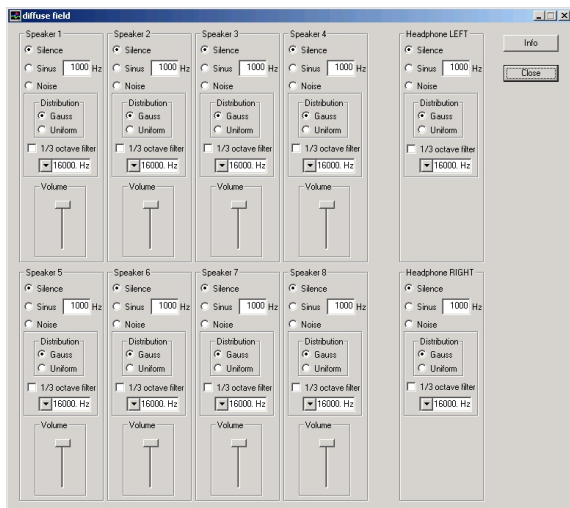 diffuse field
Speaker 1 Speaker 2 Speaker 3 Speaker 4 Headphone LEFT
Silence Silence Silence Silence Silence Info
Sinus 1000 Hz Sinus 1000 Hz Sinus 1000 Hz Sinus 1000 Hz Sinus 1000 Hz
Close
Noise Noise Noise Noise Noise
Distribution Distribution Distribution Distribution Distribution
Gauss Gauss Gauss Gauss Gauss
Uniform Uniform Uniform Uniform Uniform
1/3 octave filter 1/3 octave filter 1/3 octave filter 1/3 octave filter 1/3 octave filter
16000. Hz 16000. Hz 16000. Hz 16000. Hz 16000. Hz
Volume Volume Volume Volume
Speaker 5 Speaker 6 Speaker 7 Speaker 8 Headphone RIGHT
Silence Silence Silence Silence Silence
Sinus 1000 Hz Sinus 1000 Hz Sinus 1000 Hz Sinus 1000 Hz Sinus 1000 Hz
Noise Noise Noise Noise Noise
Distribution Distribution Distribution Distribution Distribution
Gauss Gauss Gauss Gauss Gauss
Uniform Uniform Uniform Uniform Uniform
1/3 octave filter 1/3 octave filter 1/3 octave filter 1/3 octave filter 1/3 octave filter
16000. Hz 16000. Hz 16000. Hz 16000. Hz 16000. Hz
Volume Volume Volume Volume